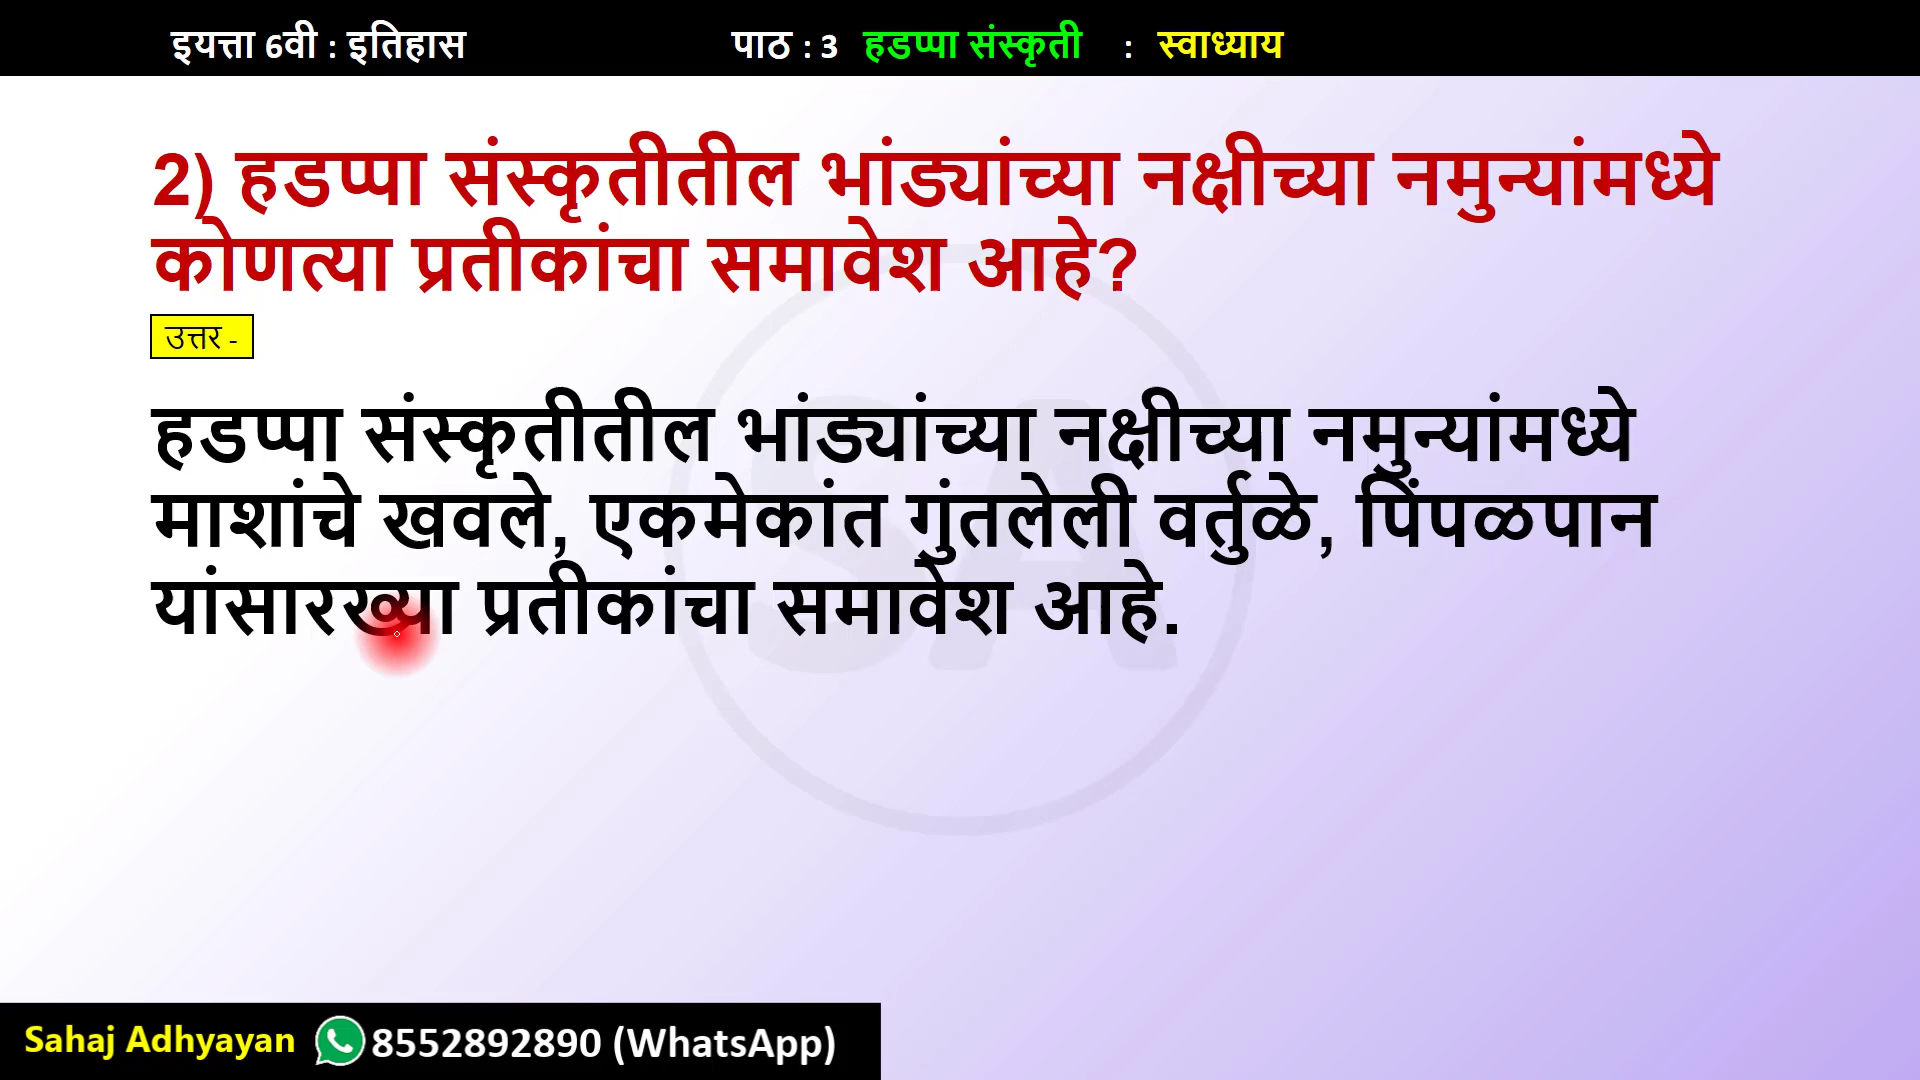 इयत्ता 6वी : इतिहास पाठ : 3 हडप्पा संस्कृती : स्वाध्याय
2) हडप्पा संस्कृतीतील भांड्यांच्या नक्षीच्या नमुन्यांमध्ये
कोणत्या प्रतीकांचा समावेश आहे?
उत्तर -
हडप्पा संस्कृतीतील भांड्यांच्या नक्षीच्या नमुन्यांमध्ये
माशांचे खवले, एकमेकांत गुंतलेली वर्तुळे, पिंपळपान
यांसारख्या प्रतीकांचा समावेश आहे.
SA
Sahaj Adhyayan 8552892890 (WhatsApp)